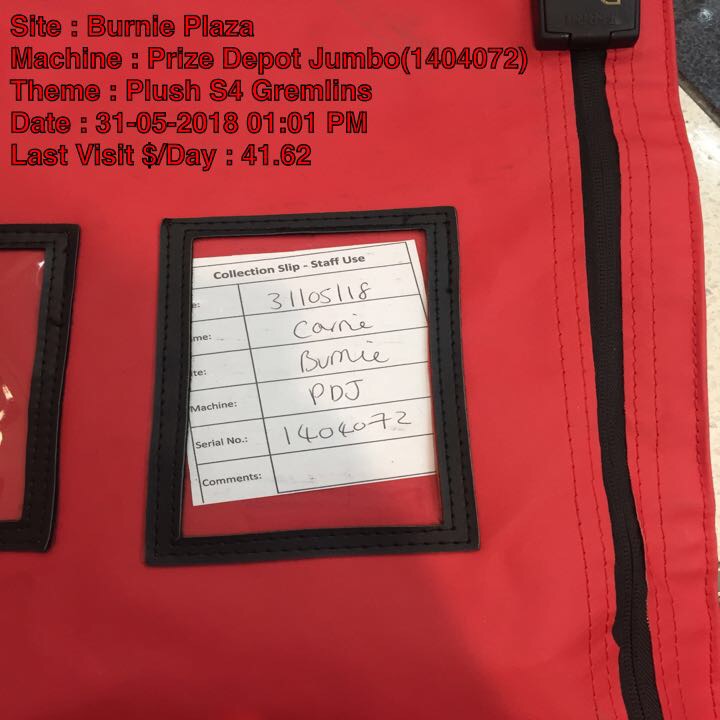 Site : Burnie Plaza
Machine : Prize Depot Jumbo(1404072)
Theme : Plush S4 Gremlins
Date : 31-05-2018 01:01 PM
Last Visit $/Day : 41.62
Collection Slip - Staff Use
e: 31/05/18
me: Carrie
te: Burnie
Machine: PDJ
Serial No.: 1404072
Comments: